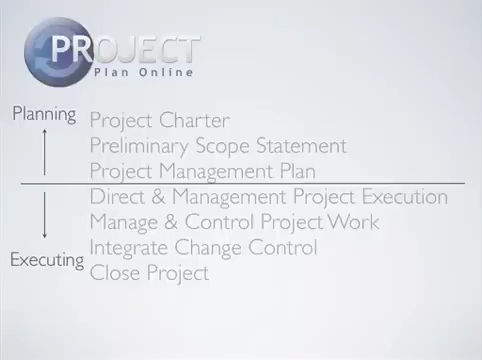 PROJECT
Plan Online
Planning
Project Charter
Preliminary Scope Statement
Project Management Plan
Direct & Management Project Execution
Manage & Control Project Work
Executing
Integrate Change Control
Close Project